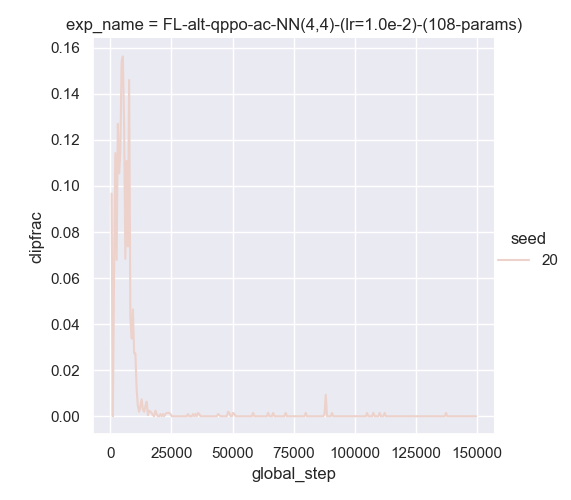 exp_name = FL-alt-qppo-ac-NN(4,4)-(lr=1.0e-2)-(108-params)
0.16
0.14
0.12
0.10
0.08
0.06
0.04
0.02
0.00
clipfrac
0 25000 50000 75000 100000 125000 150000
global_step
seed
20